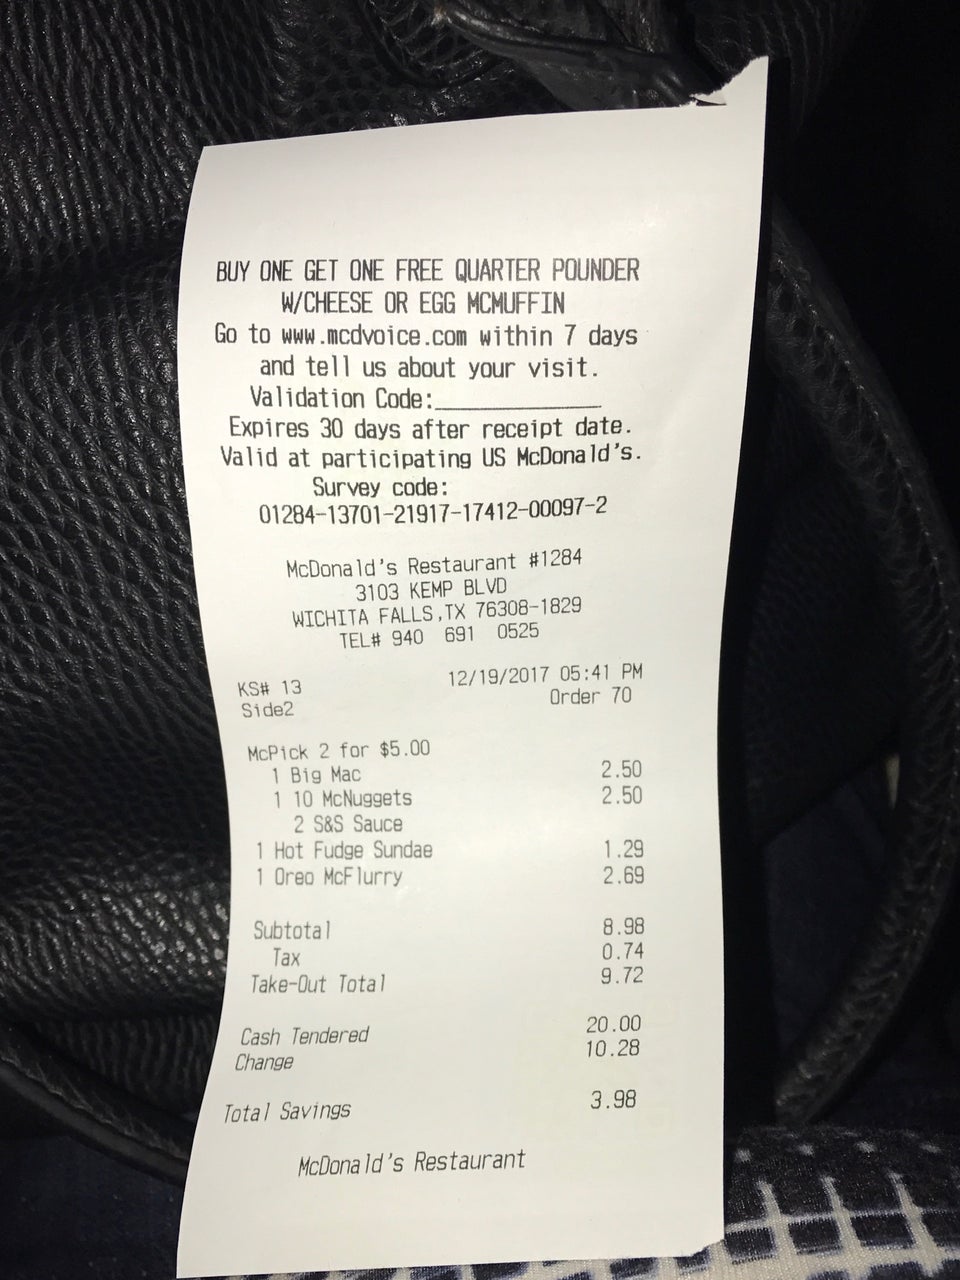 BUY ONE GET ONE FREE QUARTER POUNDER
W/CHEESE OR EGG MCMUFFIN
Go to www.mcdvoice.com within 7 days
and tell us about your visit.
Validation Code:____________
Expires 30 days after receipt date.
Valid at participating US McDonald's.
Survey code:
01284-13701-21917-17412-00097-2
McDonald's Restaurant #1284
3103 KEMP BLVD
WICHITA FALLS,TX 76308-1829
TEL# 940 691 0525
KS# 13 12/19/2017 05:41 PM
Side2 Order 70
McPick 2 for $5.00
1 Big Mac 2.50
1 10 McNuggets 2.50
2 S&S Sauce
1 Hot Fudge Sundae 1.29
1 Oreo McFlurry 2.69
Subtotal 8.98
Tax 0.74
Take-Out Total 9.72
Cash Tendered 20.00
Change 10.28
Total Savings 3.98
McDonald's Restaurant